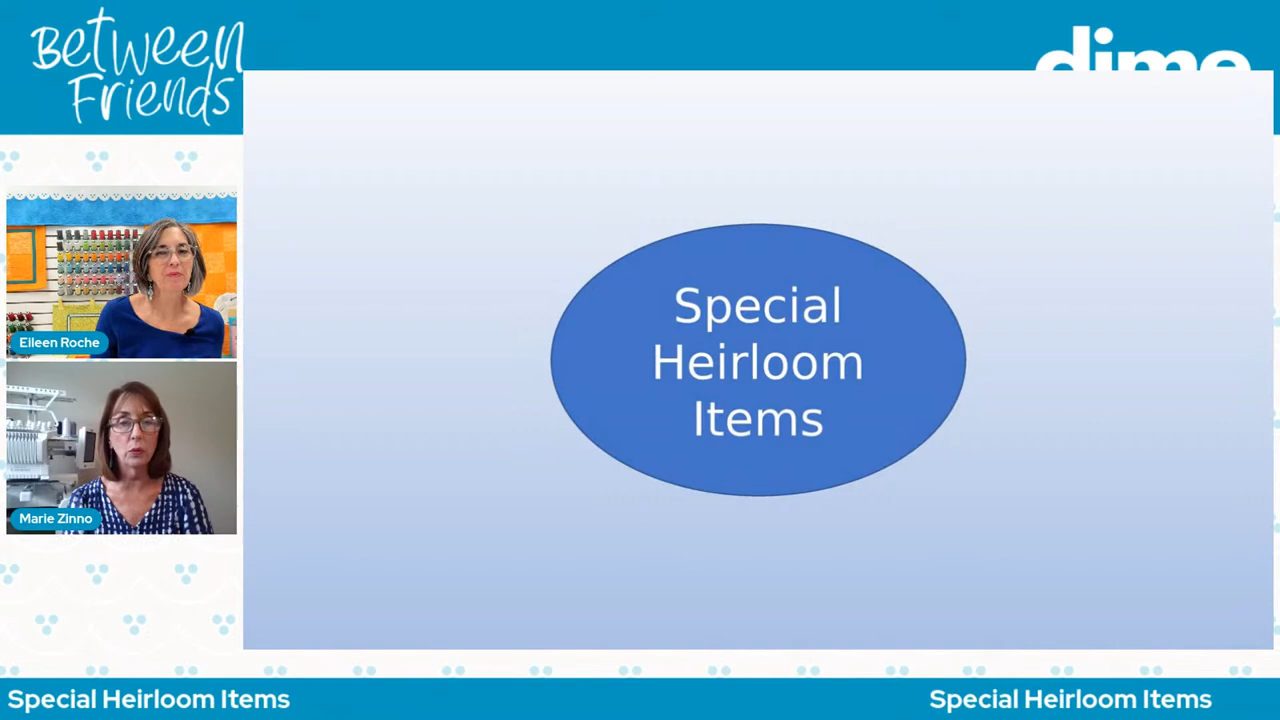 Between
Friends
dime
Eileen Roche
Marie Zinno
Special
Heirloom
Items
Special Heirloom Items
Special Heirloom Items